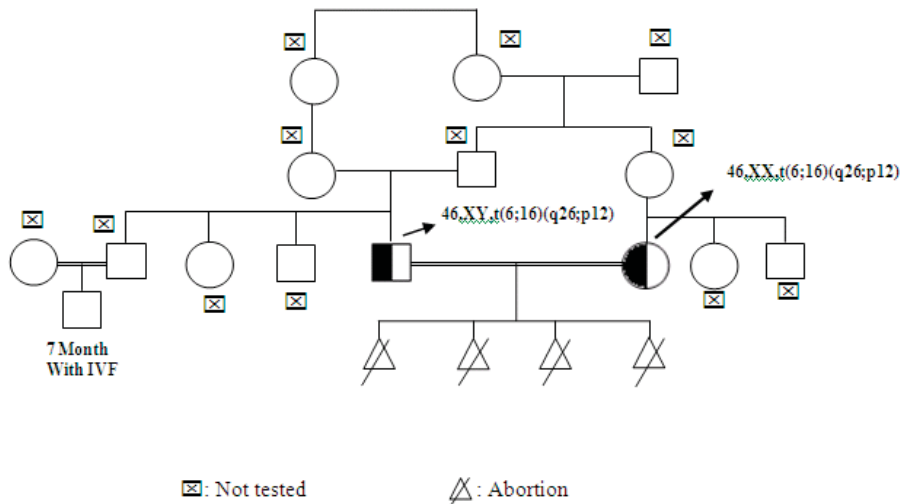 46,XX,t(6;16)(q26;p12)
46,XY,t(6;16)(q26;p12)
7 Month
With IVF
: Not tested
: Abortion